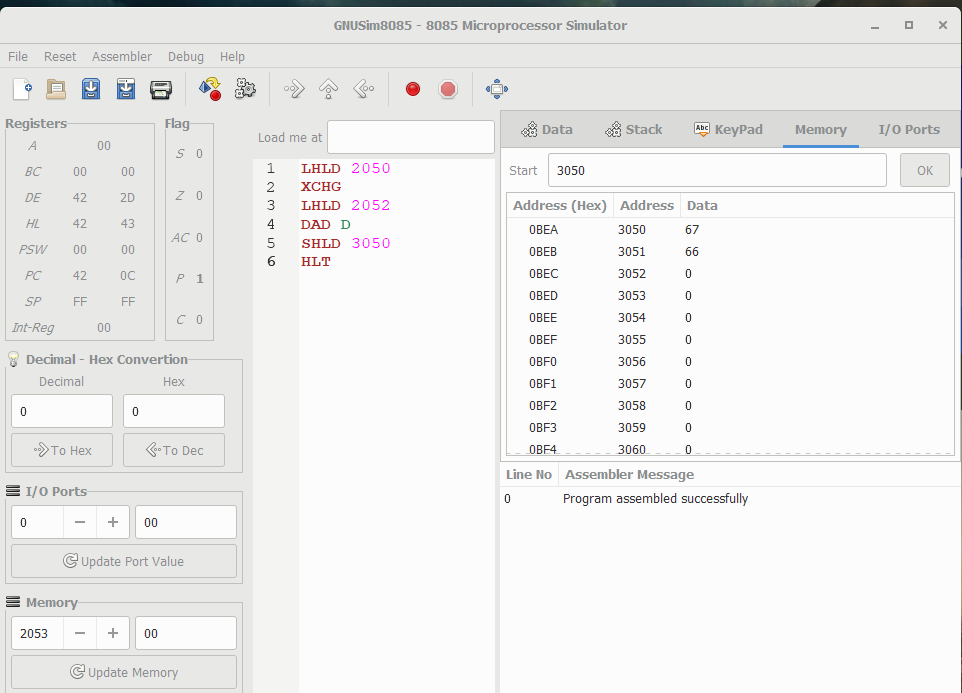 GNUSim8085 - 8085 Microprocessor Simulator
File Reset Assembler Debug Help
Registers
A 00
BC 00 00
DE 42 2D
HL 42 43
PSW 00 00
PC 42 0C
SP FF FF
Int-Reg 00
Flag
S 0
Z 0
AC 0
P 1
C 0
Decimal - Hex Convertion
Decimal Hex
0 0
To Hex To Dec
I/O Ports
0 − + 00
Update Port Value
Memory
2053 − + 00
Update Memory
Load me at
1 LHLD 2050
2 XCHG
3 LHLD 2052
4 DAD D
5 SHLD 3050
6 HLT
Data Stack Abc KeyPad Memory I/O Ports
Start 3050 OK
Address (Hex) Address Data
0BEA 3050 67
0BEB 3051 66
0BEC 3052 0
0BED 3053 0
0BEE 3054 0
0BEF 3055 0
0BF0 3056 0
0BF1 3057 0
0BF2 3058 0
0BF3 3059 0
0BF4 3060 0
Line No Assembler Message
0 Program assembled successfully